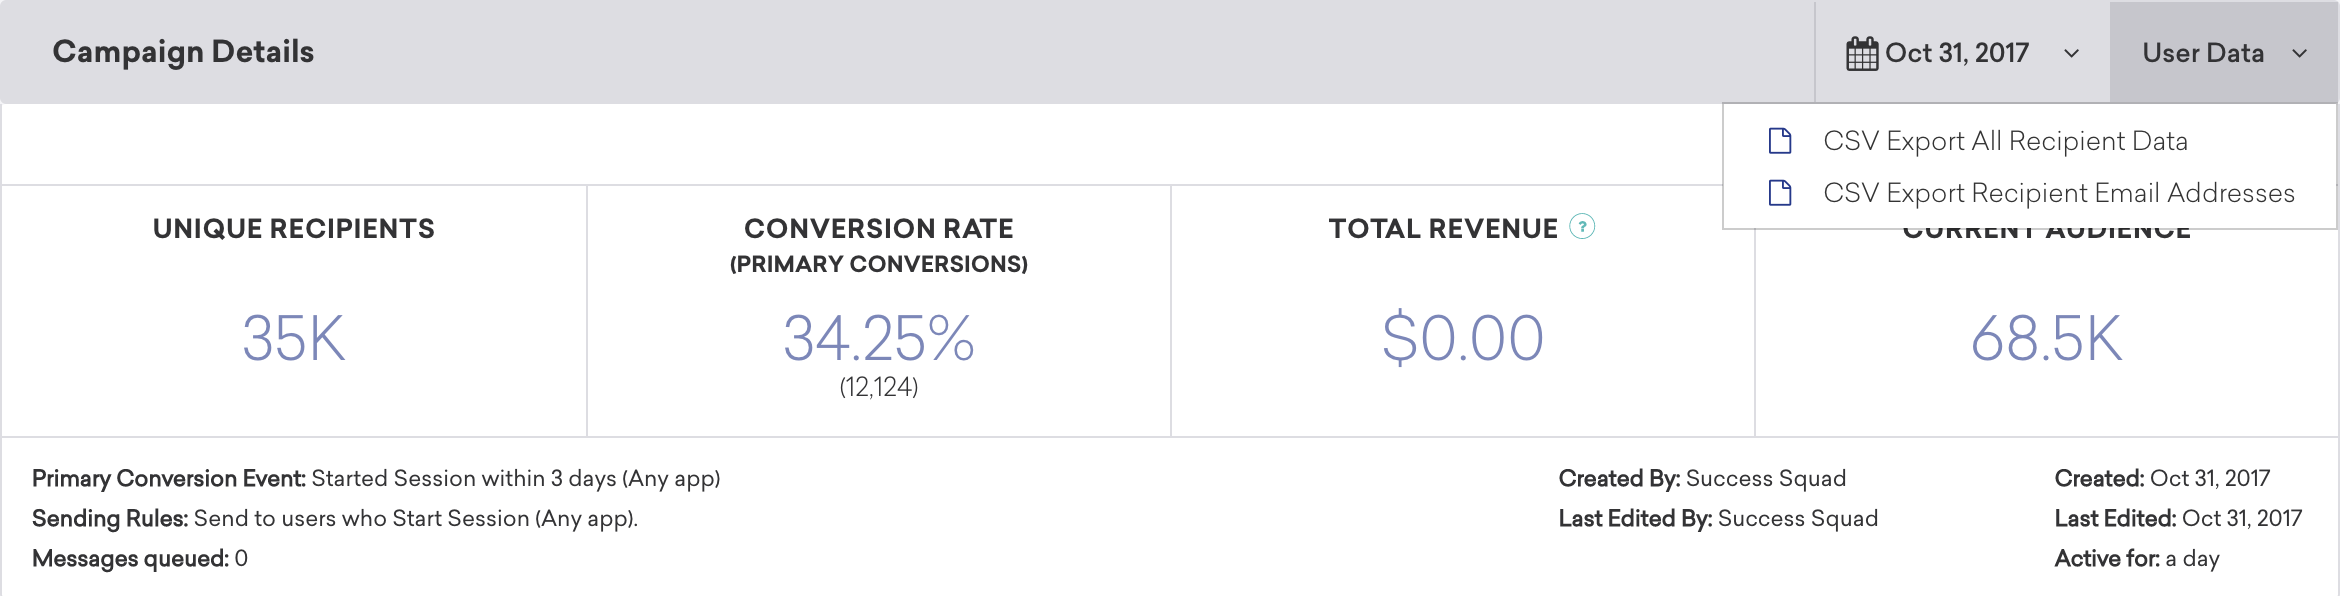 Campaign Details
Oct 31, 2017
User Data
CSV Export All Recipient Data
CSV Export Recipient Email Addresses
UNIQUE RECIPIENTS
35K
CONVERSION RATE
(PRIMARY CONVERSIONS)
34.25%
(12,124)
TOTAL REVENUE ?
$0.00
CURRENT AUDIENCE
68.5K
Primary Conversion Event: Started Session within 3 days (Any app)
Sending Rules: Send to users who Start Session (Any app).
Messages queued: 0
Created By: Success Squad
Last Edited By: Success Squad
Created: Oct 31, 2017
Last Edited: Oct 31, 2017
Active for: a day